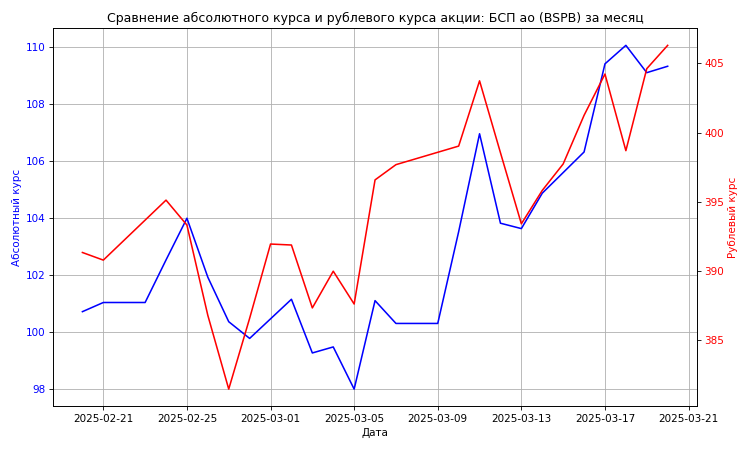 Сравнение абсолютного курса и рублевого курса акции: БСП ао (BSPB) за месяц
110
108
106
104
102
100
98
Абсолютный курс
405
400
395
390
385
Рублевый курс
2025-02-21 2025-02-25 2025-03-01 2025-03-05 2025-03-09 2025-03-13 2025-03-17 2025-03-21
Дата